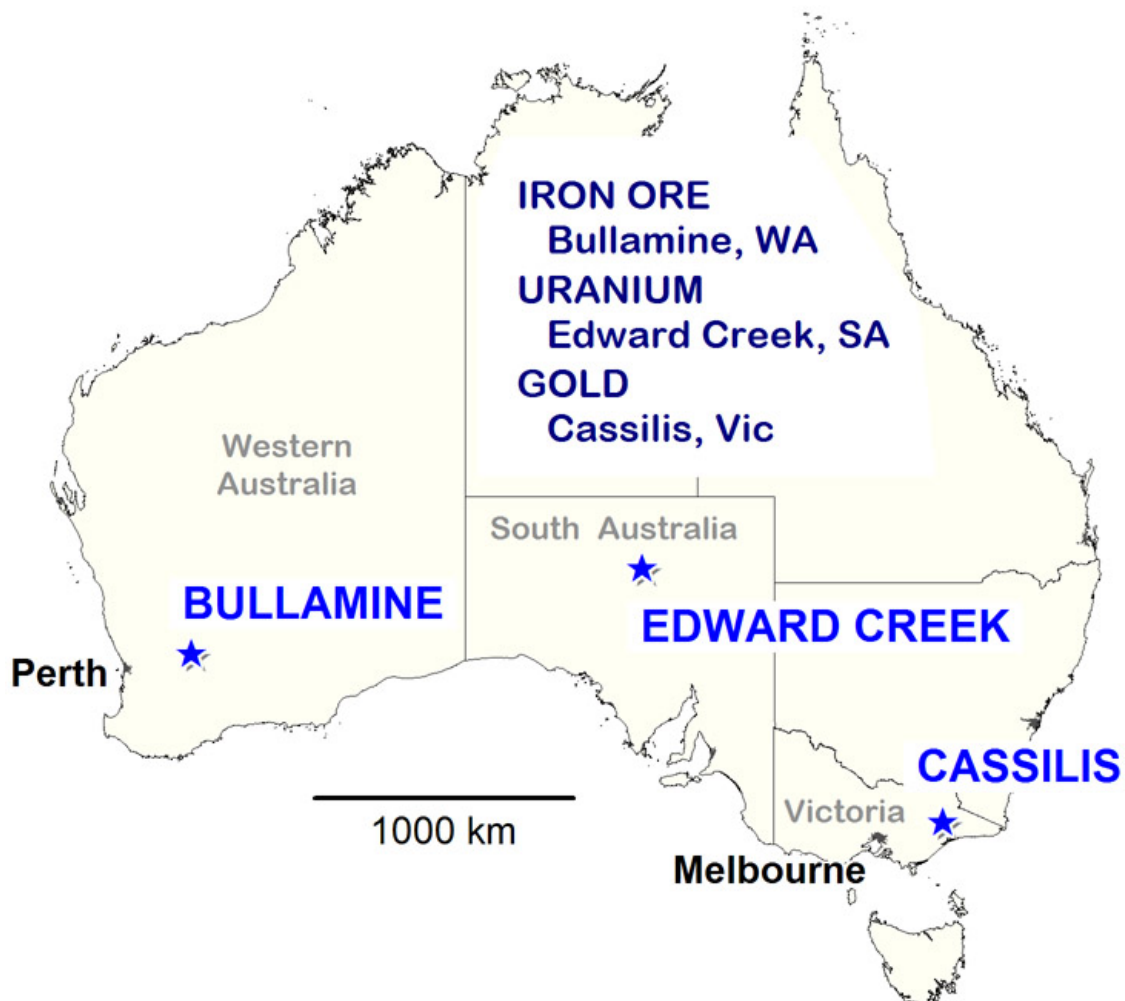 IRON ORE
Bullamine, WA
URANIUM
Edward Creek, SA
GOLD
Cassilis, Vic
Western
Australia
South Australia
BULLAMINE
EDWARD CREEK
Perth
CASSILIS
1000 km
Victoria
Melbourne